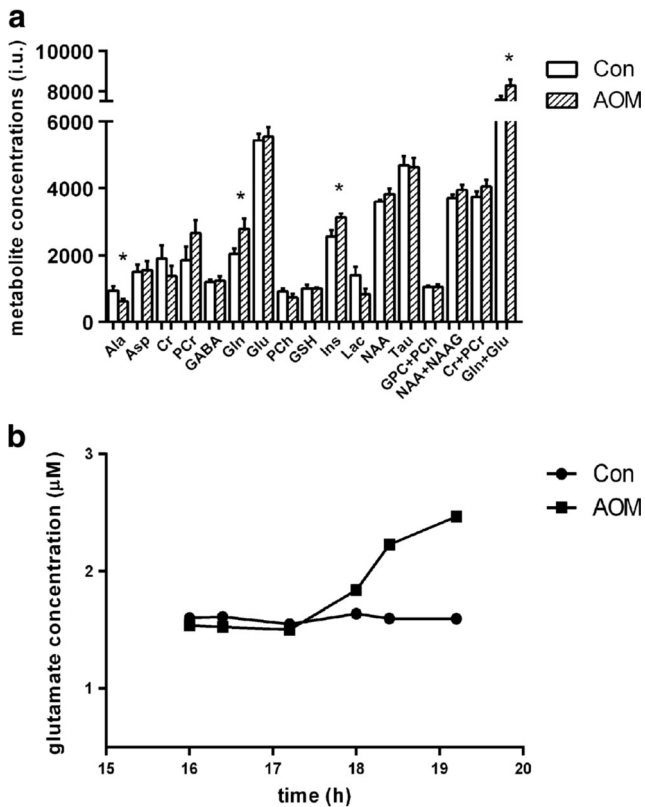 a
metabolite concentrations (i.u.)
10000
8000
6000
4000
2000
0
*
*
*
*
Con
AOM
Ala
Asp
Cr
PCr
GABA
Gln
Glu
PCh
GSH
Ins
Lac
NAA
Tau
GPC+PCh
NAA+NAAG
Cr+PCr
Gln+Glu
b
glutamate concentration (μM)
3
2
1
Con
AOM
15 16 17 18 19 20
time (h)